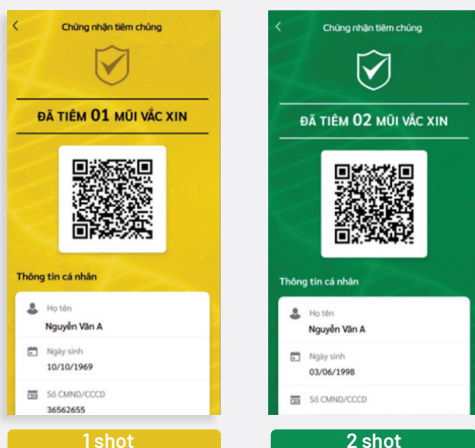 Chứng nhận tiêm chủng
ĐÃ TIÊM 01 MŨI VẮC XIN
Thông tin cá nhân
Họ tên
Nguyễn Văn A
Ngày sinh
10/10/1969
Số CMND/CCCD
36562655
1 shot
Chứng nhận tiêm chủng
ĐÃ TIÊM 02 MŨI VẮC XIN
Thông tin cá nhân
Họ tên
Nguyễn Văn A
Ngày sinh
03/06/1998
Số CMND/CCCD
2 shot